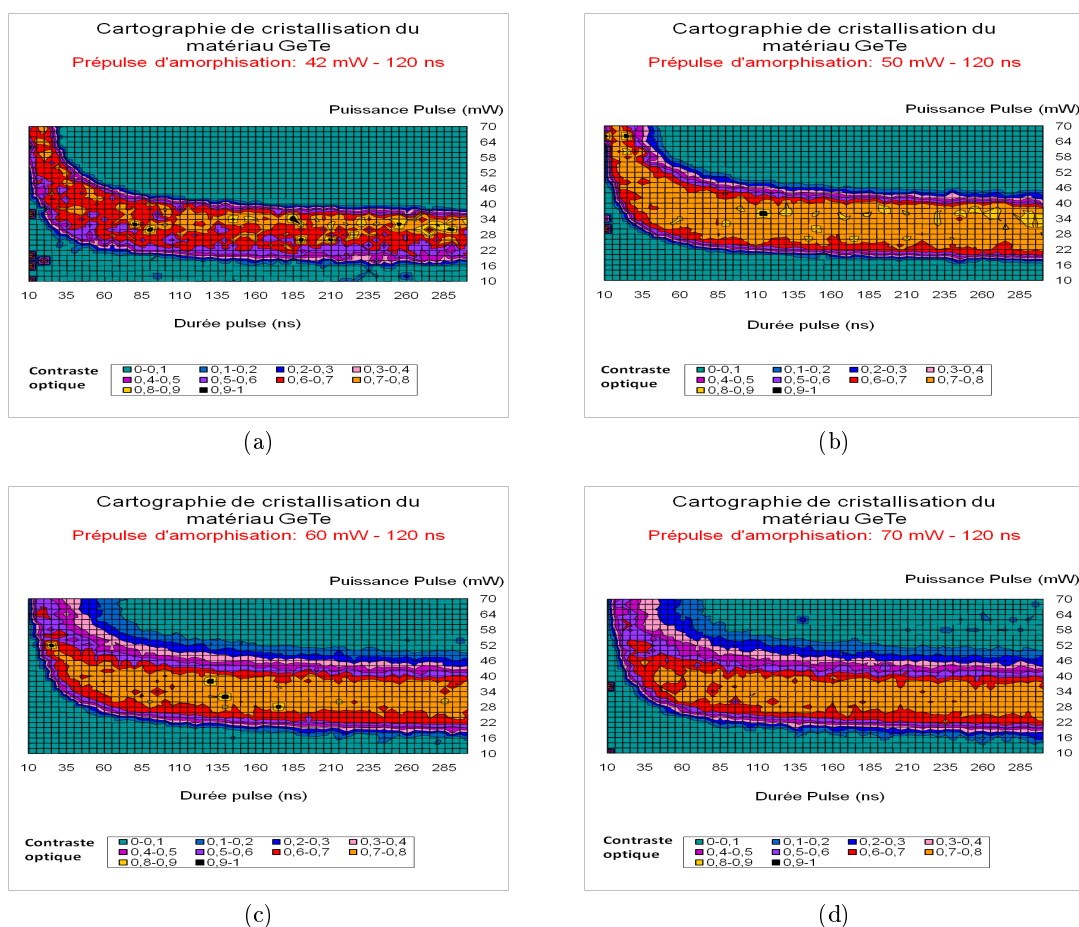 Cartographie de cristallisation du
matériau GeTe
Prépulse d'amorphisation: 42 mW - 120 ns
Puissance Pulse (mW)
70
64
58
52
46
40
34
28
22
16
10
10 35 60 85 110 135 160 185 210 235 260 285
Durée pulse (ns)
Contraste
optique
0-0,1 0,1-0,2 0,2-0,3 0,3-0,4
0,4-0,5 0,5-0,6 0,6-0,7 0,7-0,8
0,8-0,9 0,9-1
(a)
Cartographie de cristallisation du
matériau GeTe
Prépulse d'amorphisation: 50 mW - 120 ns
Puissance Pulse (mW)
70
64
58
52
46
40
34
28
22
16
10
10 35 60 85 110 135 160 185 210 235 260 285
Durée pulse (ns)
Contraste
optique
0-0,1 0,1-0,2 0,2-0,3 0,3-0,4
0,4-0,5 0,5-0,6 0,6-0,7 0,7-0,8
0,8-0,9 0,9-1
(b)
Cartographie de cristallisation du
matériau GeTe
Prépulse d'amorphisation: 60 mW - 120 ns
Puissance Pulse (mW)
70
64
58
52
46
40
34
28
22
16
10
10 35 60 85 110 135 160 185 210 235 260 285
Durée pulse (ns)
Contraste
optique
0-0,1 0,1-0,2 0,2-0,3 0,3-0,4
0,4-0,5 0,5-0,6 0,6-0,7 0,7-0,8
0,8-0,9 0,9-1
(c)
Cartographie de cristallisation du
matériau GeTe
Prépulse d'amorphisation: 70 mW - 120 ns
Puissance Pulse (mW)
70
64
58
52
46
40
34
28
22
16
10
10 35 60 85 110 135 160 185 210 235 260 285
Durée Pulse (ns)
Contraste
optique
0-0,1 0,1-0,2 0,2-0,3 0,3-0,4
0,4-0,5 0,5-0,6 0,6-0,7 0,7-0,8
0,8-0,9 0,9-1
(d)